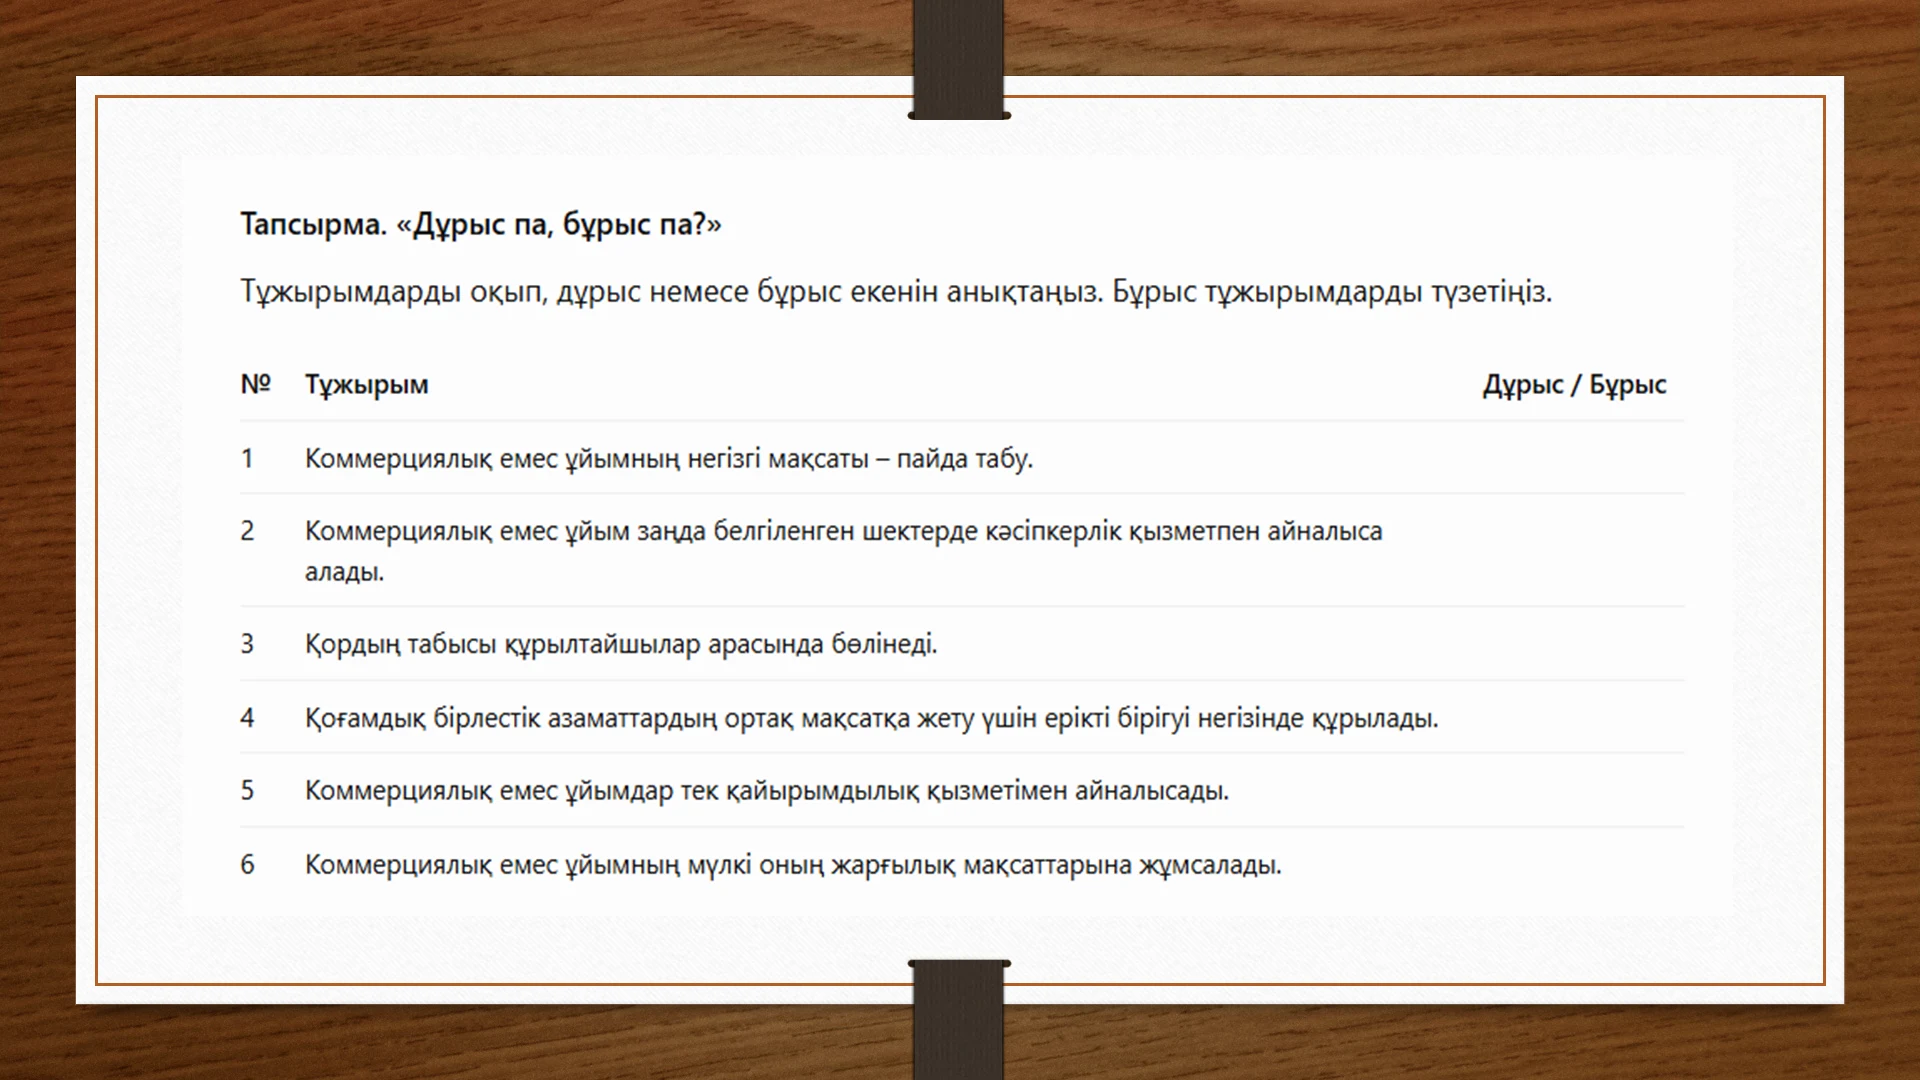 Тапсырма. «Дұрыс па, бұрыс па?»
Тұжырымдарды оқып, дұрыс немесе бұрыс екенін анықтаңыз. Бұрыс тұжырымдарды түзетіңіз.
№ Тұжырым Дұрыс / Бұрыс
1 Коммерциялық емес ұйымның негізгі мақсаты – пайда табу.
2 Коммерциялық емес ұйым заңда белгіленген шектерде кәсіпкерлік қызметпен айналыса
алады.
3 Қордың табысы құрылтайшылар арасында бөлінеді.
4 Қоғамдық бірлестік азаматтардың ортақ мақсатқа жету үшін ерікті бірігуі негізінде құрылады.
5 Коммерциялық емес ұйымдар тек қайырымдылық қызметімен айналысады.
6 Коммерциялық емес ұйымның мүлкі оның жарғылық мақсаттарына жұмсалады.